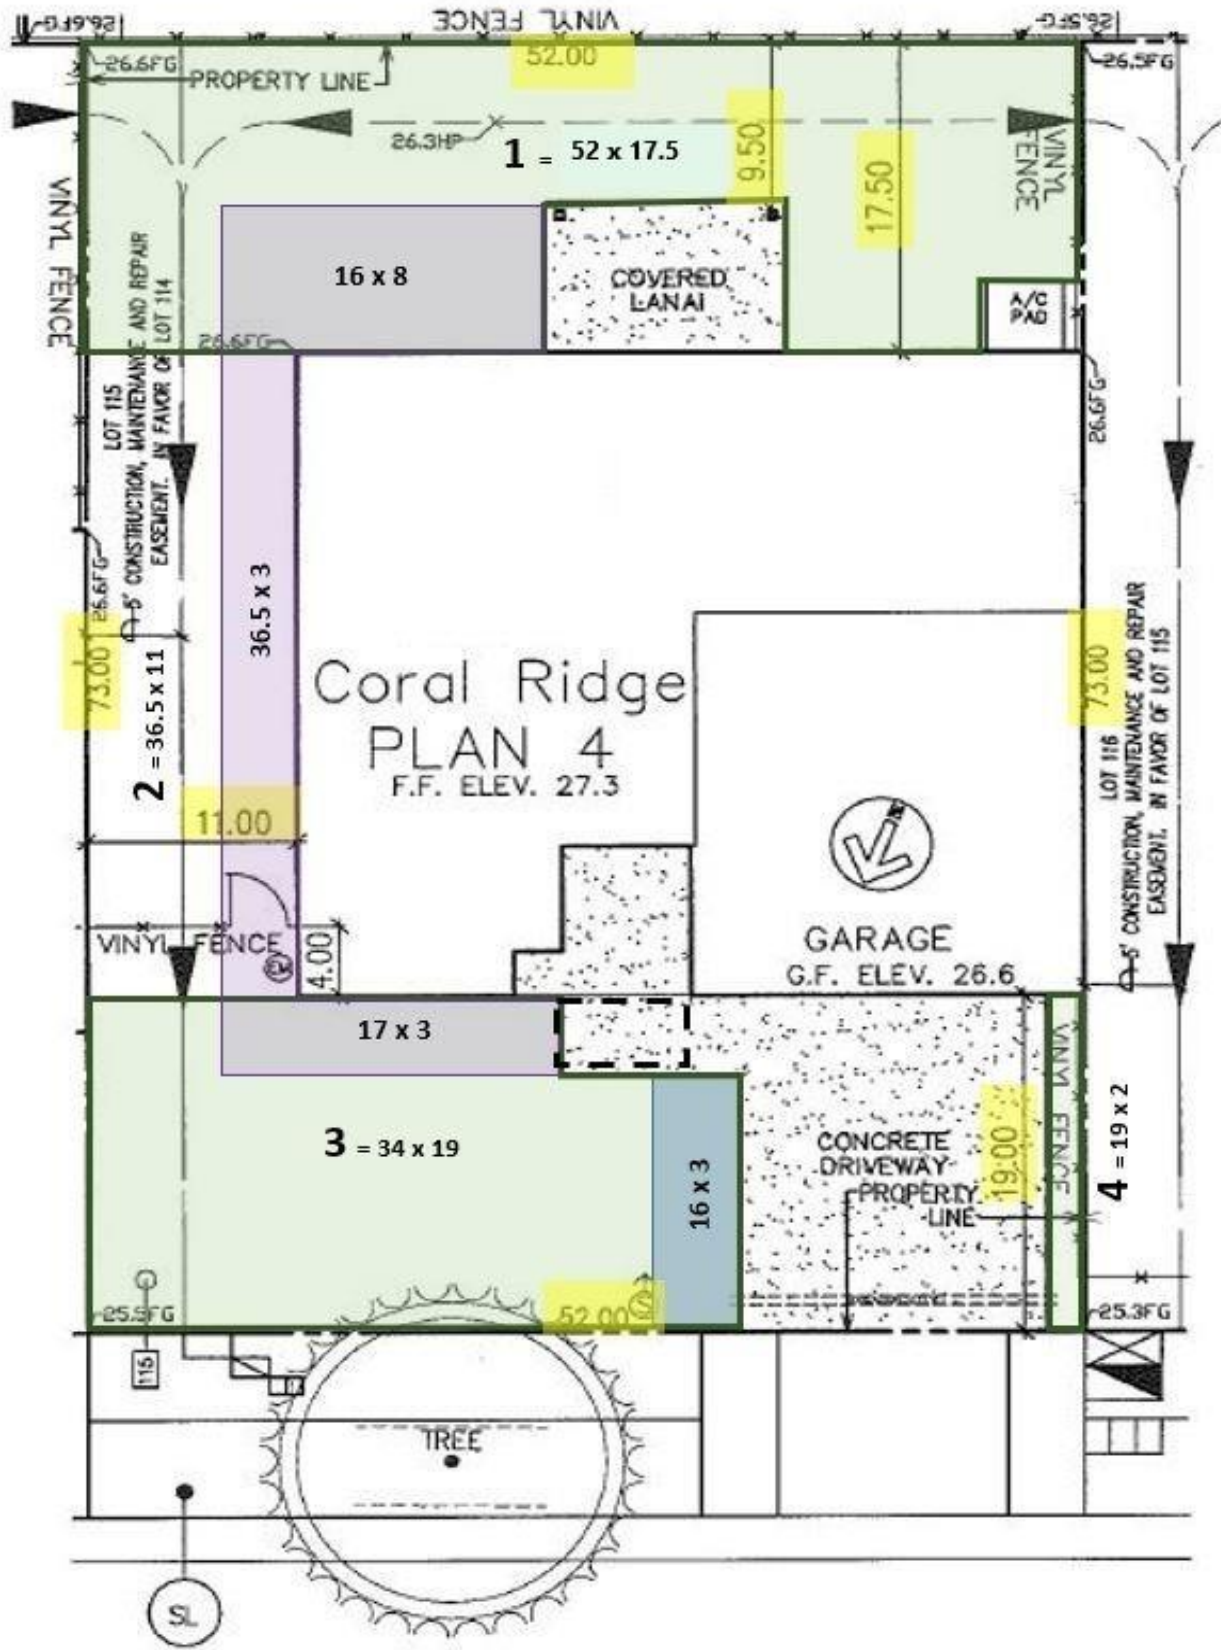 26.6FG
VINYL FENCE
26.5FG
26.6FG
52.00
26.5FG
PROPERTY LINE
26.3HP
1 = 52 x 17.5
9.50
17.50
VINYL
FENCE
VINYL FENCE
16 x 8
COVERED
LANAI
A/C
PAD
26.6FG
LOT 115
5' CONSTRUCTION, MAINTENANCE AND REPAIR
EASEMENT. IN FAVOR OF LOT 114
26.6FG
26.6FG
36.5 x 3
Coral Ridge
PLAN 4
F.F. ELEV. 27.3
73.00
2 = 36.5 x 11
73.00
LOT 116
5' CONSTRUCTION, MAINTENANCE AND REPAIR
EASEMENT. IN FAVOR OF LOT 115
11.00
VINYL FENCE
4.00
GARAGE
G.F. ELEV. 26.6
17 x 3
VINYL FENCE
3 = 34 x 19
16 x 3
CONCRETE
DRIVEWAY
PROPERTY
LINE
19.00
4 = 19 x 2
25.5FG
52.00
S
25.3FG
115
TREE
SL